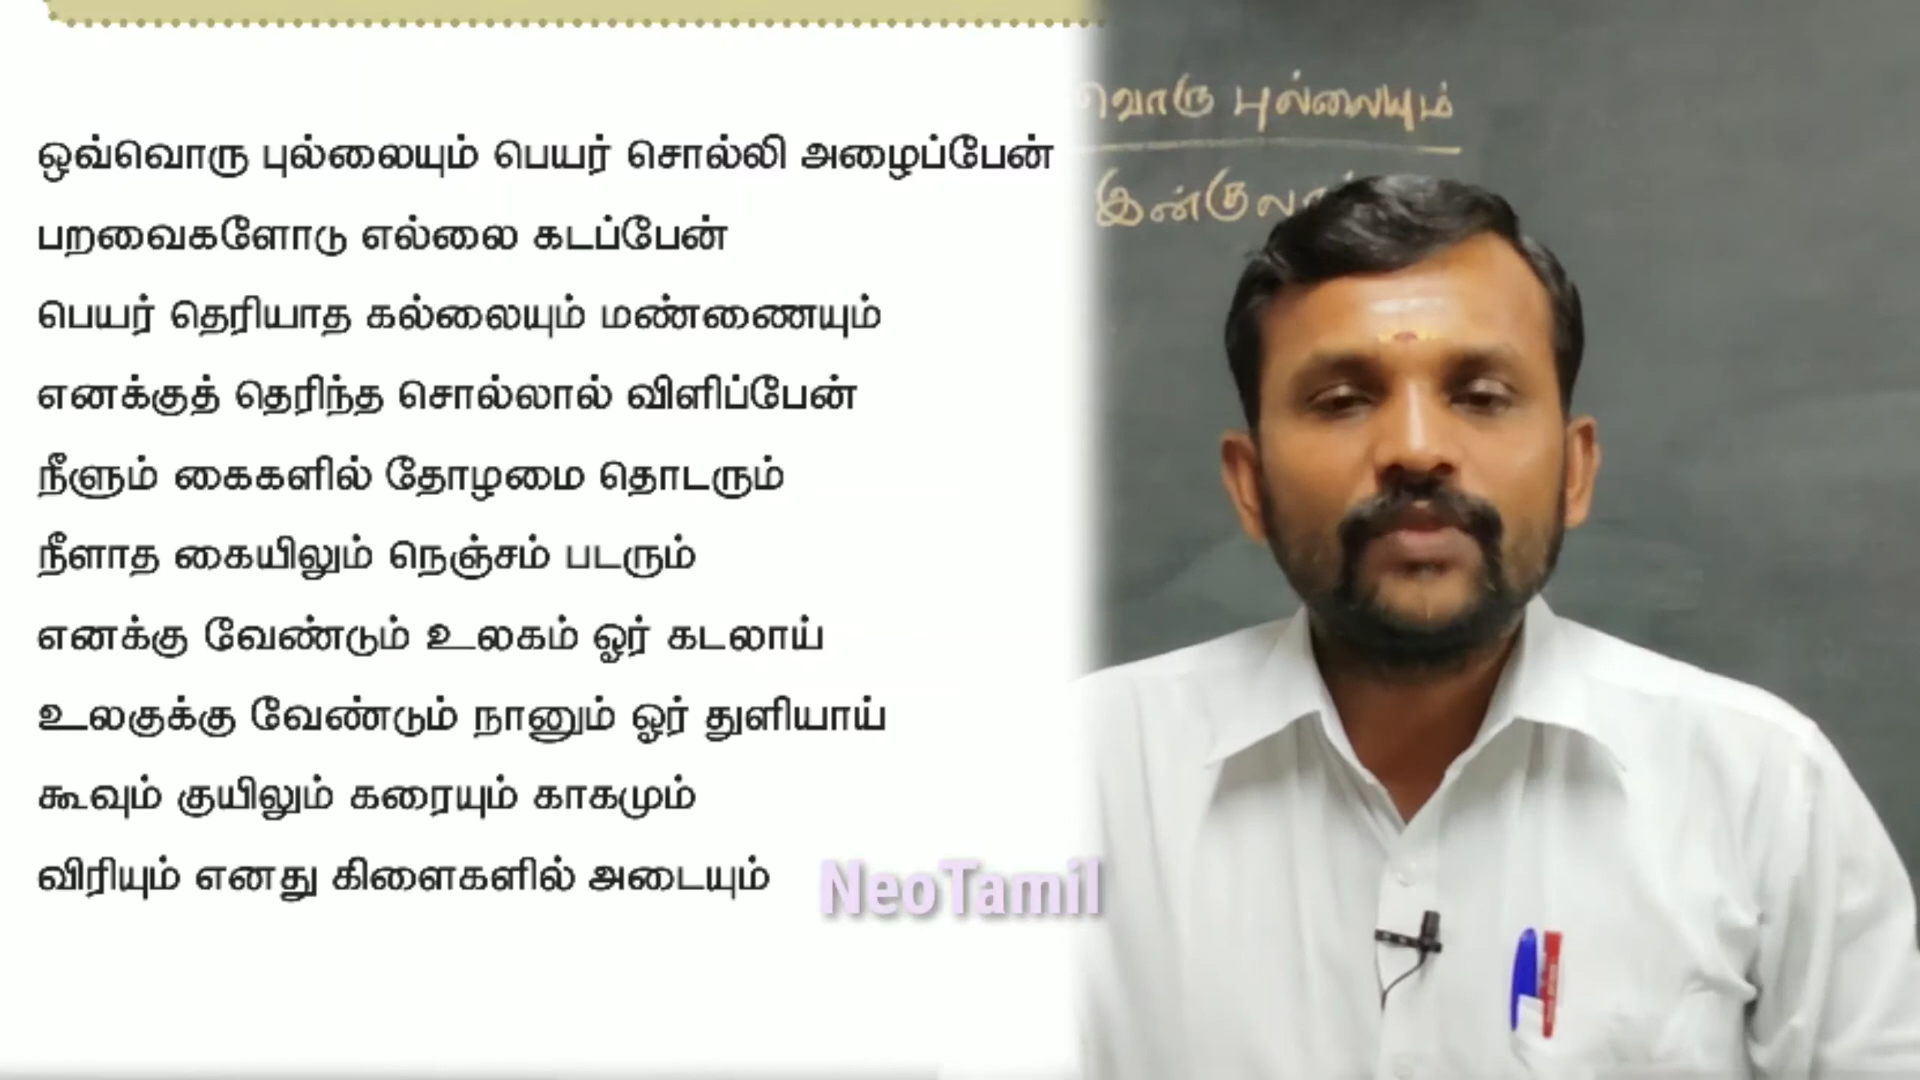 ஒவ்வொரு புல்லையும் பெயர் சொல்லி அழைப்பேன்
பறவைகளோடு எல்லை கடப்பேன்
பெயர் தெரியாத கல்லையும் மண்ணையும்
எனக்குத் தெரிந்த சொல்லால் விளிப்பேன்
நீளும் கைகளில் தோழமை தொடரும்
நீளாத கையிலும் நெஞ்சம் படரும்
எனக்கு வேண்டும் உலகம் ஓர் கடலாய்
உலகுக்கு வேண்டும் நானும் ஓர் துளியாய்
கூவும் குயிலும் கரையும் காகமும்
விரியும் எனது கிளைகளில் அடையும்
NeoTamil
புல்லையும்